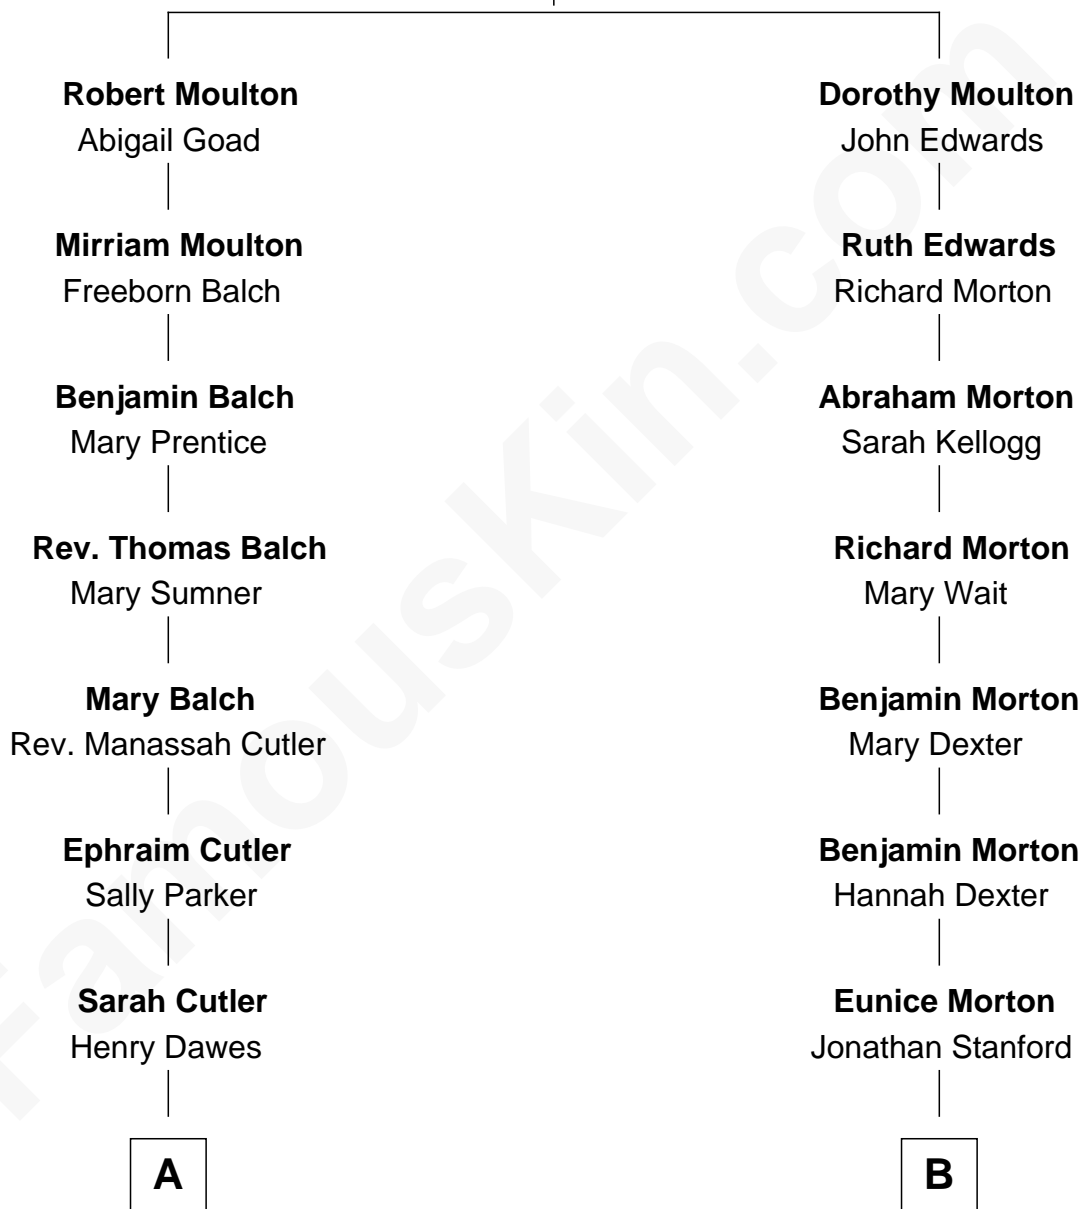 Robert Moulton
Abigail Goad
Dorothy Moulton
John Edwards
Mirriam Moulton
Freeborn Balch
Ruth Edwards
Richard Morton
Benjamin Balch
Mary Prentice
Abraham Morton
Sarah Kellogg
Rev. Thomas Balch
Mary Sumner
Richard Morton
Mary Wait
Mary Balch
Rev. Manassah Cutler
Benjamin Morton
Mary Dexter
Ephraim Cutler
Sally Parker
Benjamin Morton
Hannah Dexter
Sarah Cutler
Henry Dawes
Eunice Morton
Jonathan Stanford
A
B
FamousKin.com